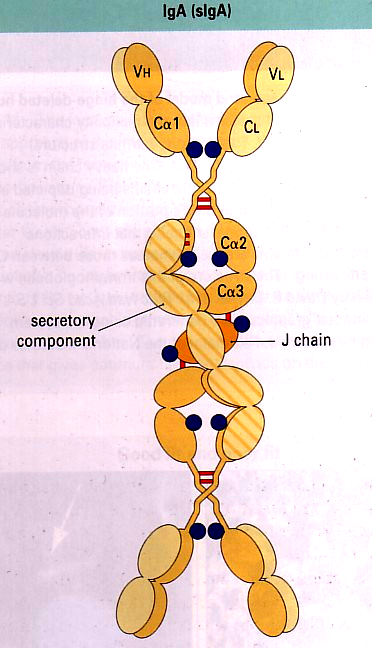 IgA (sIgA)
VH
VL
Cα1
CL
Cα2
Cα3
secretory
component
J chain